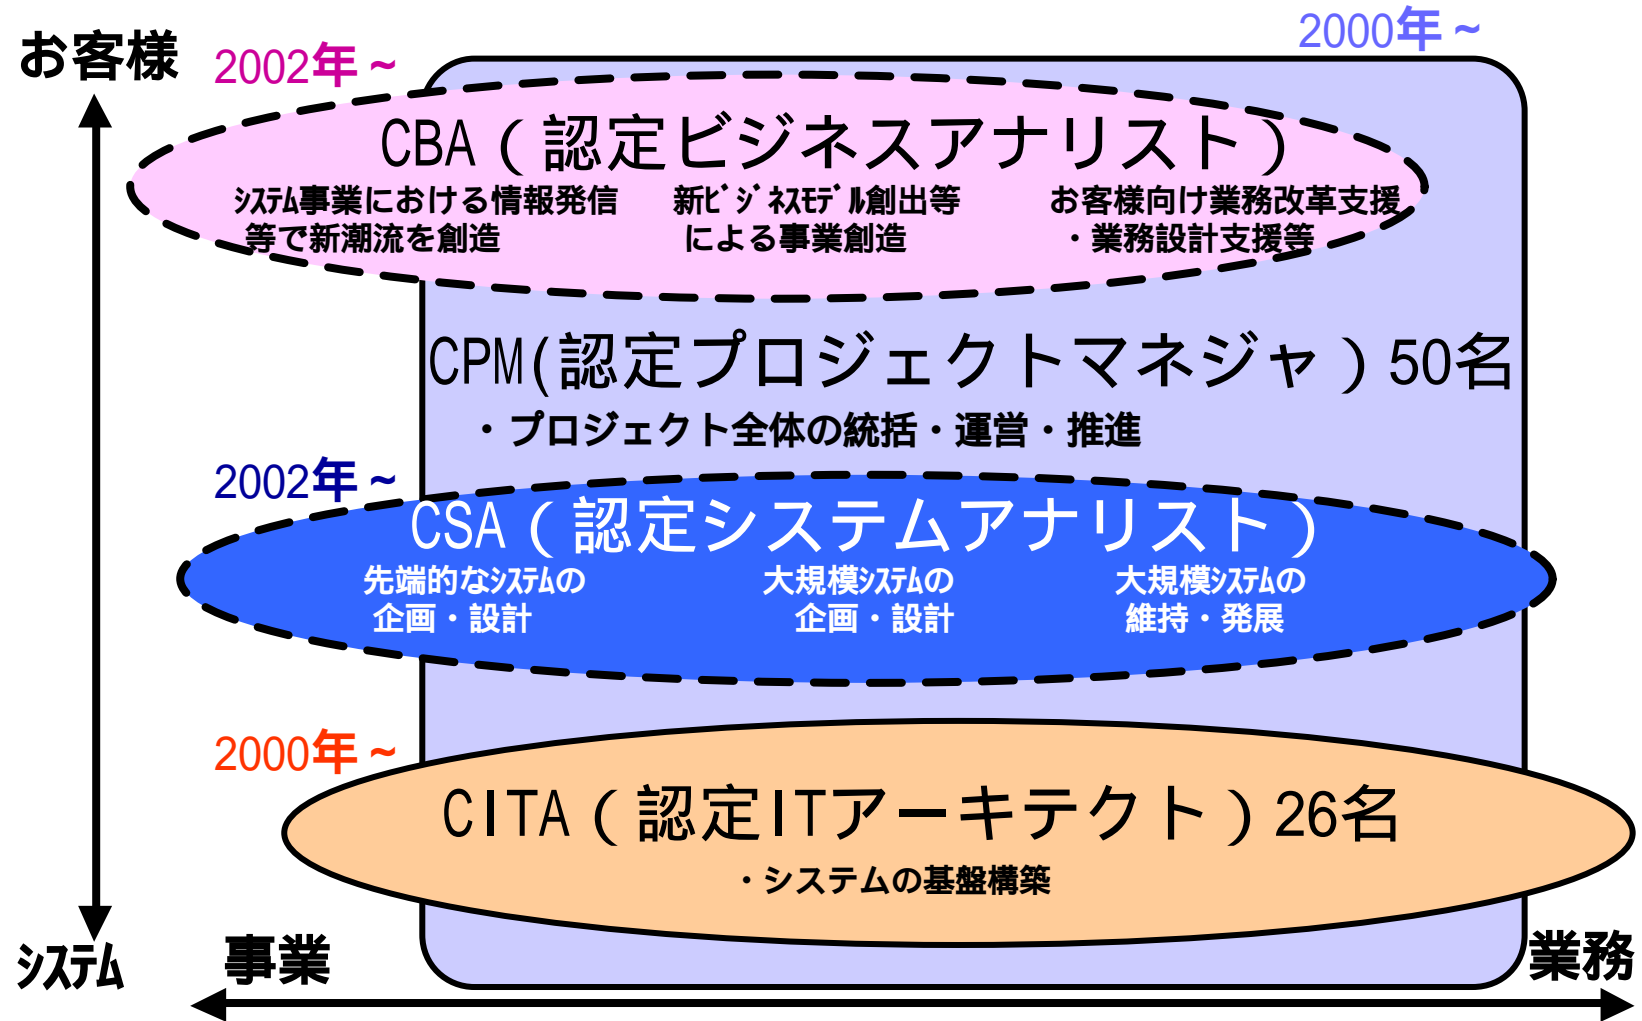 2000年～
お客様
2002年～
CBA（認定ビジネスアナリスト）
ｼｽﾃﾑ事業における情報発信
等で新潮流を創造
新ﾋﾞｼﾞﾈｽﾓﾃﾞﾙ創出等
による事業創造
お客様向け業務改革支援
・業務設計支援等
CPM(認定プロジェクトマネジャ）50名
・プロジェクト全体の統括・運営・推進
2002年～
CSA（認定システムアナリスト）
先端的なｼｽﾃﾑの
企画・設計
大規模ｼｽﾃﾑの
企画・設計
大規模ｼｽﾃﾑの
維持・発展
2000年～
CITA（認定ITアーキテクト）26名
・システムの基盤構築
ｼｽﾃﾑ
事業
業務